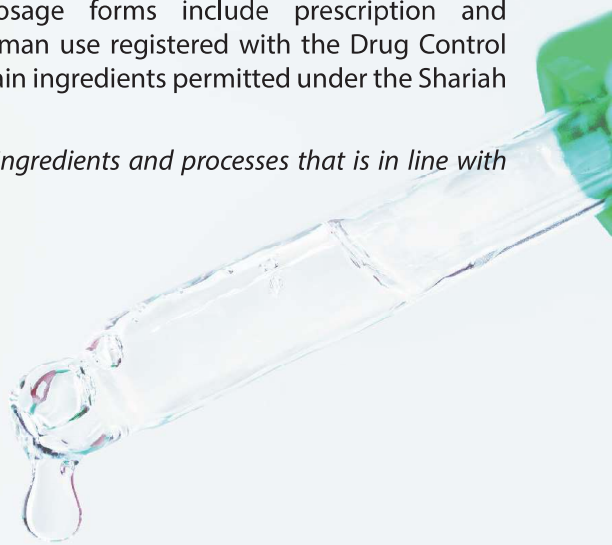 osage forms include prescription and
man use registered with the Drug Control
ain ingredients permitted under the Shariah
ingredients and processes that is in line with